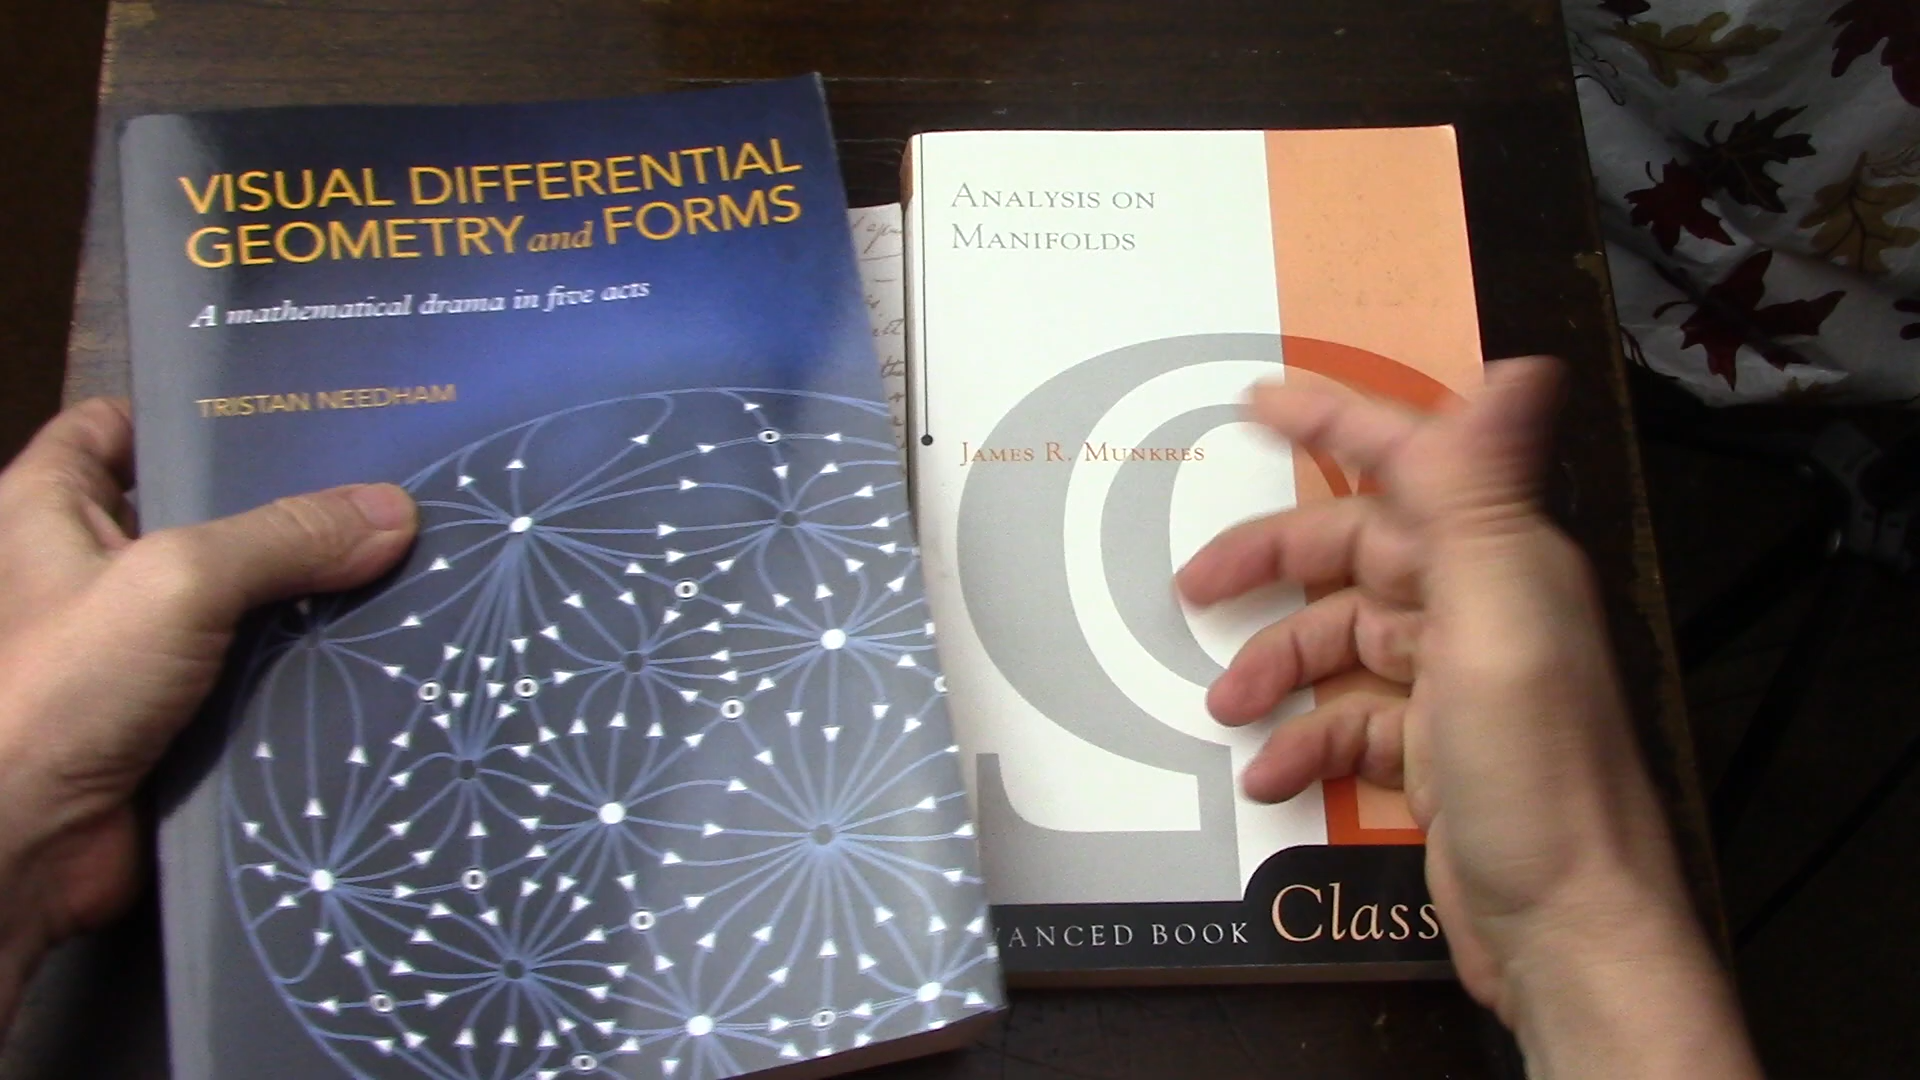 VISUAL DIFFERENTIAL
GEOMETRY and FORMS
A mathematical drama in five acts
TRISTAN NEEDHAM
ANALYSIS ON
MANIFOLDS
JAMES R. MUNKRES
VANCED BOOK Class